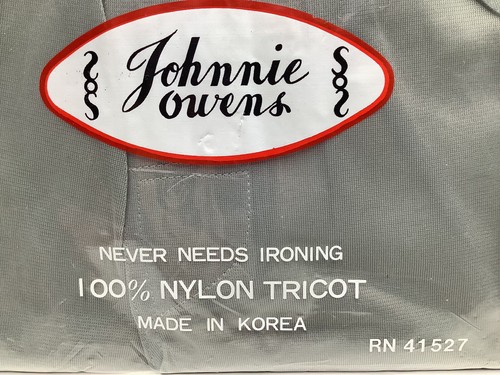 Johnnie
Owens
NEVER NEEDS IRONING
100% NYLON TRICOT
MADE IN KOREA
RN 41527